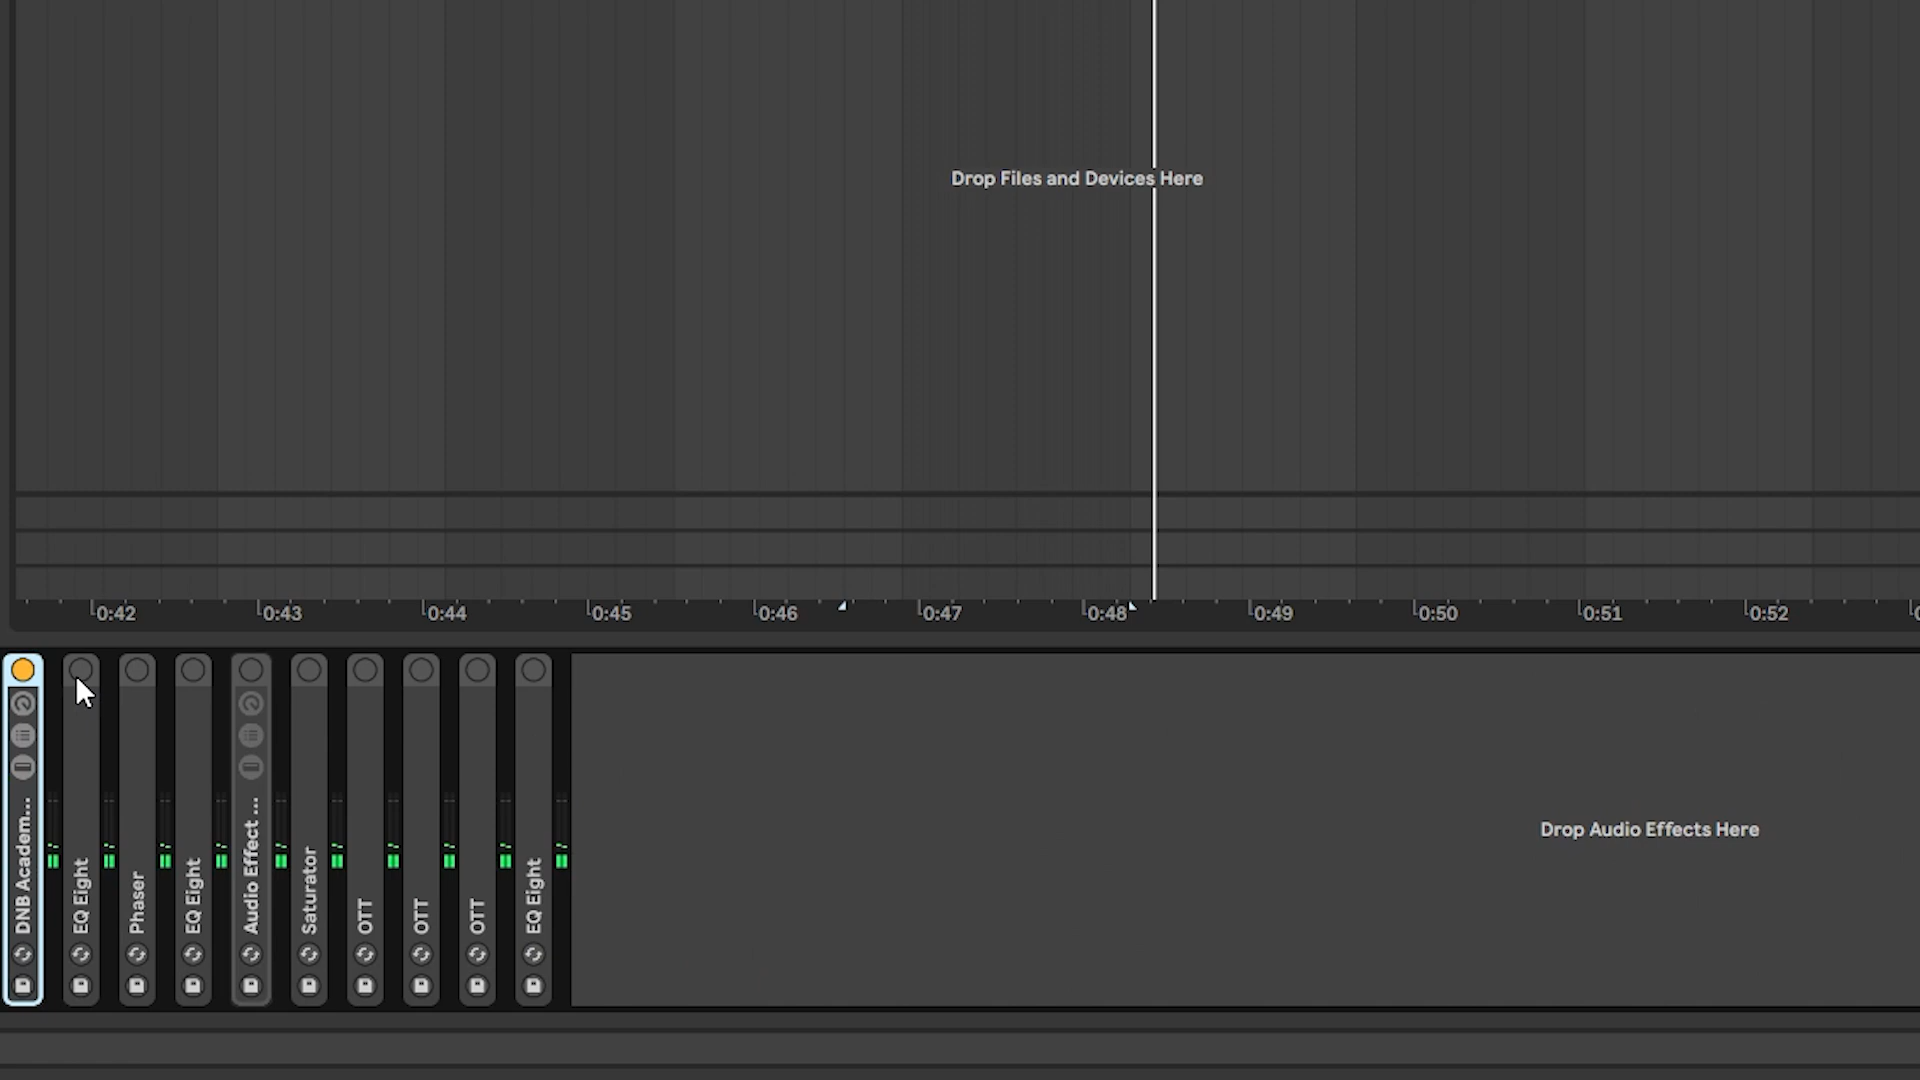 Drop Files and Devices Here
0:42 0:43 0:44 0:45 0:46 0:47 0:48 0:49 0:50 0:51 0:52
DNB Academ...
EQ Eight
Phaser
EQ Eight
Audio Effect ...
Saturator
OTT
OTT
OTT
EQ Eight
Drop Audio Effects Here